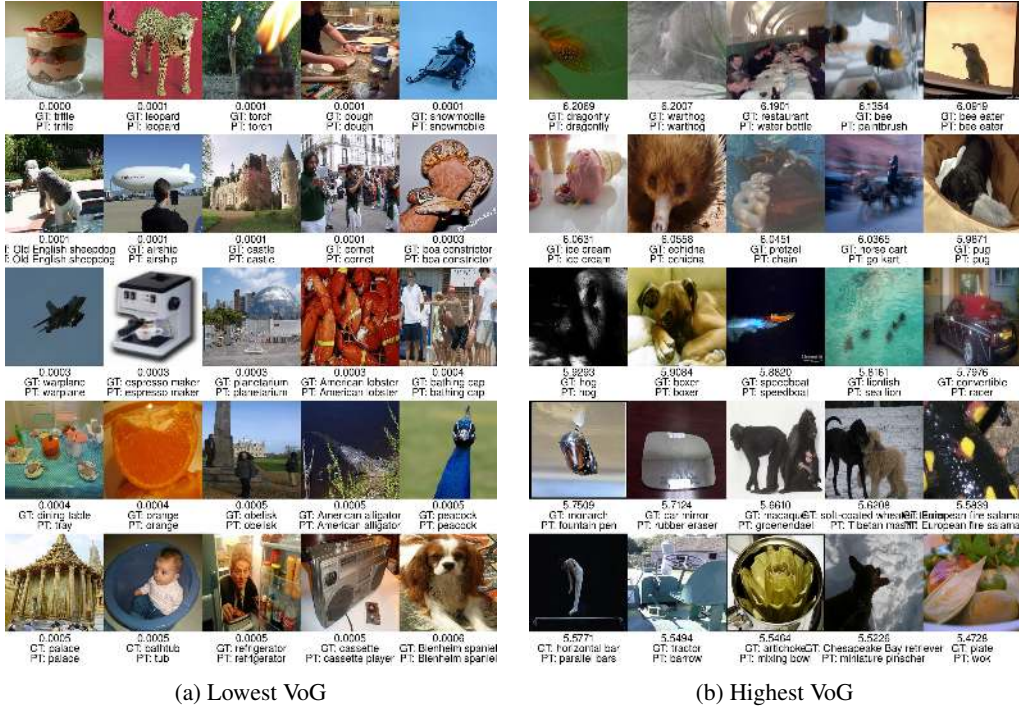 0.0000 0.0001 0.0001 0.0001 0.0001
GT: trifle GT: leopard GT: torch GT: dough GT: snowmobile
PT: trifle PT: leopard PT: torch PT: dough PT: snowmobile
0.0001 0.0001 0.0001 0.0001 0.0003
Old English sheepdog GT: airship GT: castle GT: cornet GT: boa constrictor
Old English sheepdog PT: airship PT: castle PT: cornet PT: boa constrictor
0.0003 0.0003 0.0003 0.0003 0.0004
GT: warplane GT: espresso maker GT: planetarium GT: American lobster GT: bathing cap
PT: warplane PT: espresso maker PT: planetarium PT: American lobster PT: bathing cap
0.0004 0.0004 0.0005 0.0005 0.0005
GT: dining table GT: orange GT: obelisk GT: American alligator GT: peacock
PT: tray PT: orange PT: obelisk PT: American alligator PT: peacock
0.0005 0.0005 0.0005 0.0005 0.0006
GT: palace GT: bathtub GT: refrigerator GT: cassette GT: Blenheim spaniel
PT: palace PT: tub PT: refrigerator PT: cassette player PT: Blenheim spaniel
(a) Lowest VoG
6.2069 6.2007 6.1901 6.1354 6.0919
GT: dragonfly GT: warthog GT: restaurant GT: bee GT: bee eater
PT: dragonfly PT: warthog PT: water bottle PT: paintbrush PT: bee eater
6.0631 6.0558 6.0451 6.0365 5.9871
GT: ice cream GT: echidna GT: pretzel GT: horse cart GT: pug
PT: ice cream PT: echidna PT: chain PT: go kart PT: pug
5.9293 5.9084 5.8820 5.8161 5.7976
GT: hog GT: boxer GT: speedboat GT: lionfish GT: convertible
PT: hog PT: boxer PT: speedboat PT: sea lion PT: racer
5.7509 5.7124 5.6610 5.6208 5.5839
GT: monarch GT: car mirror GT: macaque GT: soft-coated wheaten European fire salama
PT: fountain pen PT: rubber eraser PT: groenendael PT: Tibetan mastiff European fire salama
5.5771 5.5494 5.5464 5.5226 5.4728
GT: horizontal bar GT: tractor GT: artichoke GT: Chesapeake Bay retriever GT: plate
PT: parallel bars PT: barrow PT: mixing bow PT: miniature pinscher PT: wok
(b) Highest VoG